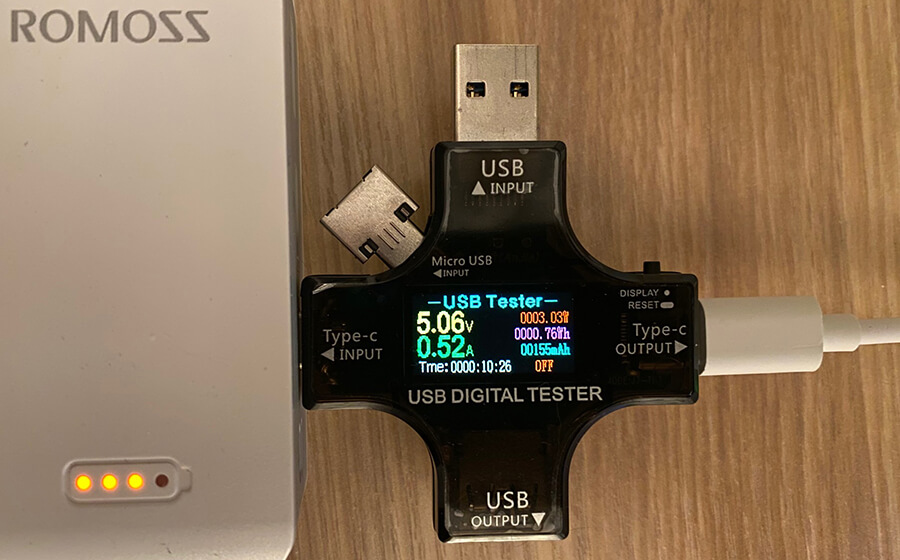 ROMOSS
USB
▲INPUT
Micro USB
◀INPUT
DISPLAY
RESET
Type-c
◀INPUT
—USB Tester—
5.06V
0003.03W
0000.76Wh
0.52A
00155mAh
Tme:0000:10:26
OFF
Type-c
OUTPUT▶
USB DIGITAL TESTER
USB
OUTPUT▼